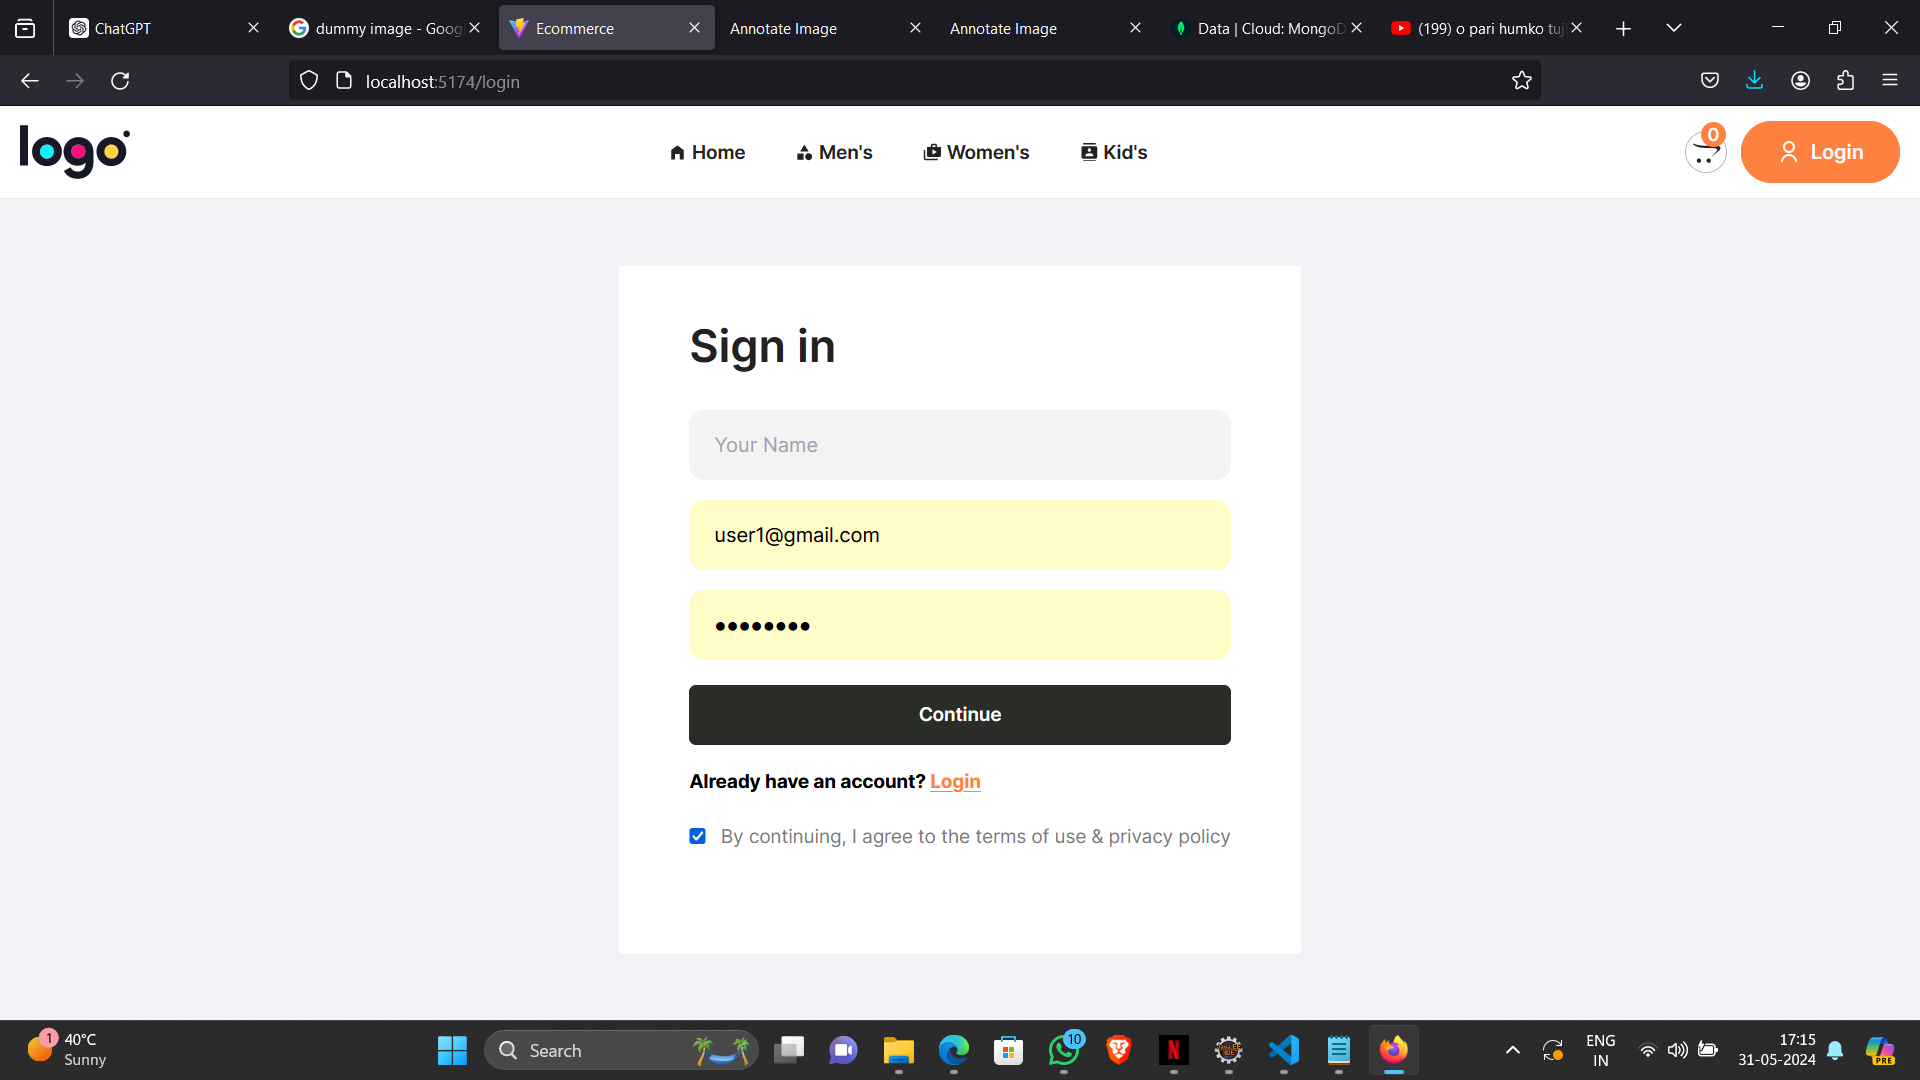 ChatGPT
dummy image - Goog
Ecommerce
Annotate Image
Annotate Image
Data | Cloud: MongoD
(199) o pari humko tuj
localhost:5174/login
logo
Home
Men's
Women's
Kid's
0
Login
Sign in
Your Name
user1@gmail.com
Continue
Already have an account? Login
By continuing, I agree to the terms of use & privacy policy
1
40°C
Sunny
Search
10
N
ENG
IN
17:15
31-05-2024
PRE